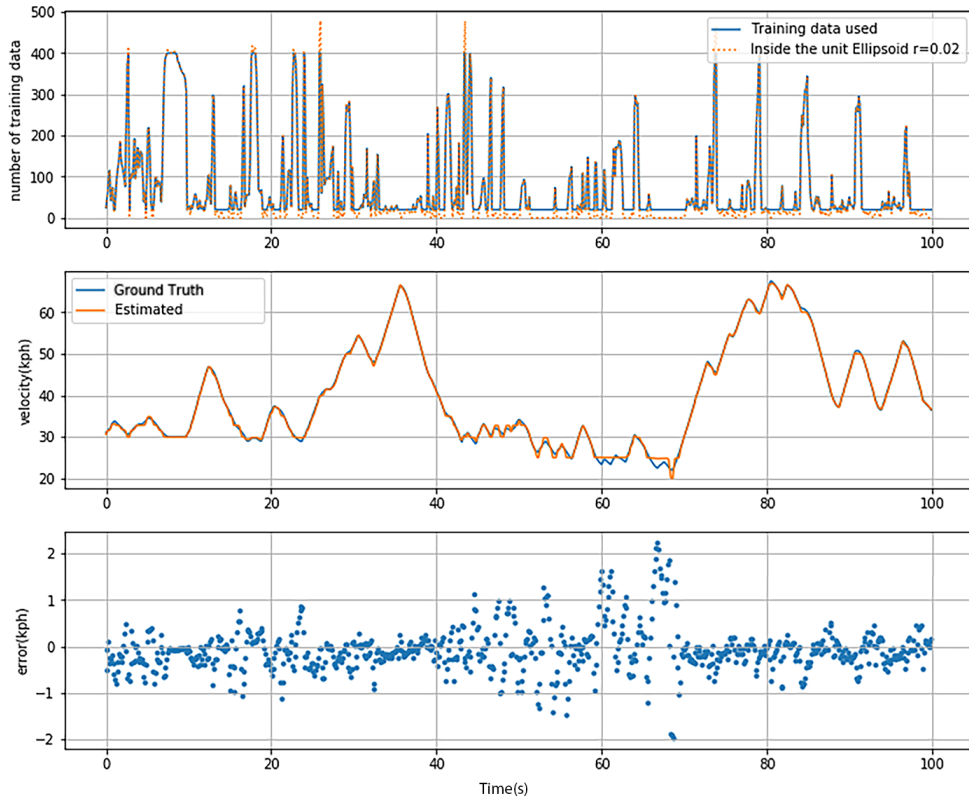 500
400
300
200
100
0
number of training data
Training data used
Inside the unit Ellipsoid r=0.02
0 20 40 60 80 100
60
50
40
30
20
velocity(kph)
Ground Truth
Estimated
0 20 40 60 80 100
2
1
0
−1
−2
error(kph)
0 20 40 60 80 100
Time(s)